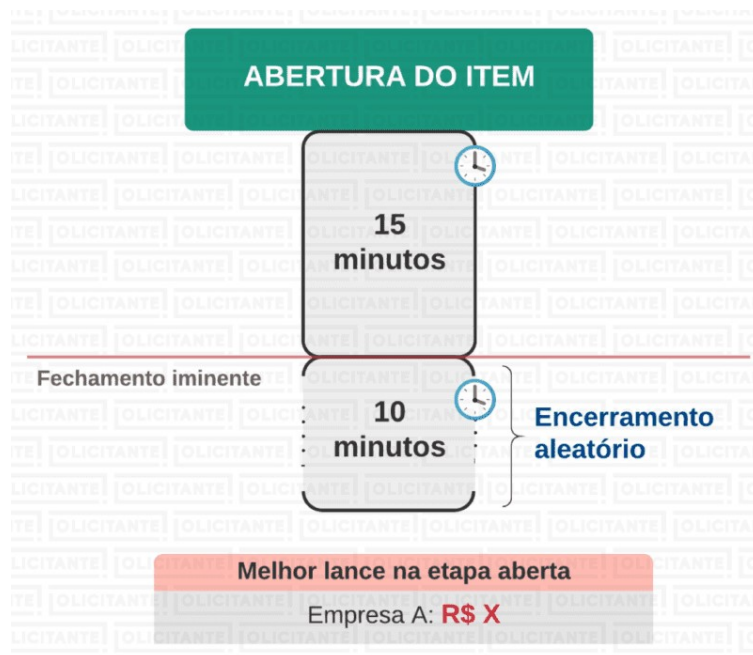 ABERTURA DO ITEM
15
minutos
Fechamento iminente
10
minutos
Encerramento
aleatório
Melhor lance na etapa aberta
Empresa A: R$ X